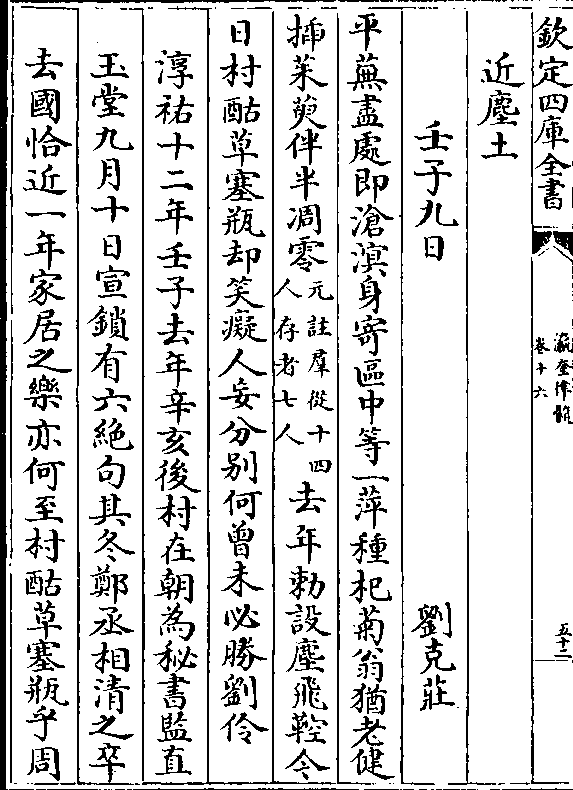 欽定四庫全書
瀛奎律髓
卷十六
五十二
近塵土
壬子九日
劉克莊
平蕪盡處即滄溟身寄區中等一萍種杞菊翁猶老健
揷茱萸伴半凋零元註羣從十四人存者七人去年勅設塵飛鞚今
日村酤草塞瓶却笑癡人妄分别何曾未必勝劉伶
淳祐十二年壬子去年辛亥後村在朝為秘書監直
玉堂九月十日宣鎖有六絶句其冬鄭丞相清之卒
去國恰近一年家居之樂亦何至村酤草塞瓶乎周